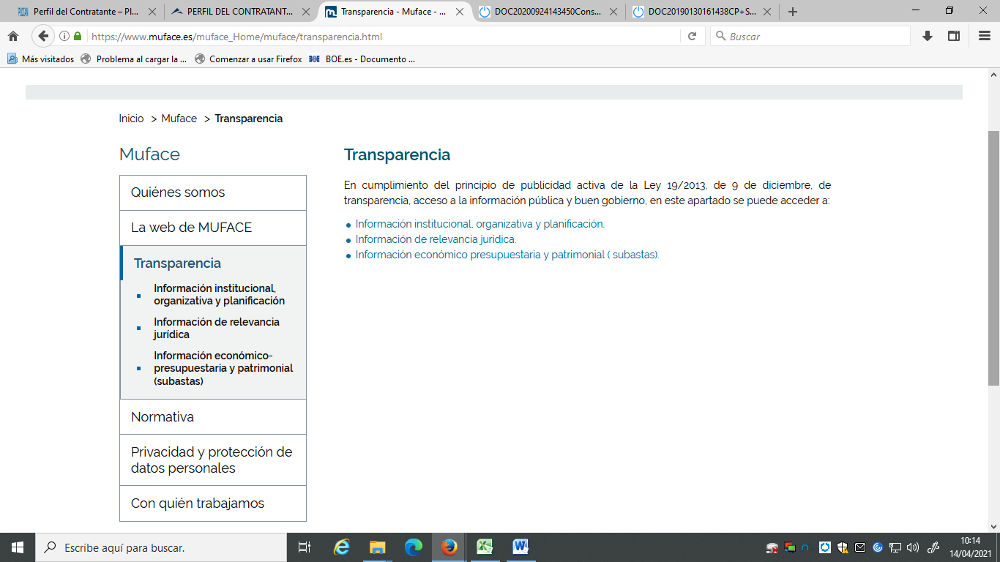 Perfil del Contratante – Pl...
PERFIL DEL CONTRATANT...
Transparencia - Muface - ...
DOC20200924143450Cons...
DOC20190130161438CP+S...
https://www.muface.es/muface_Home/muface/transparencia.html
Buscar
Más visitados
Problema al cargar la ...
Comenzar a usar Firefox
BOE.es - Documento ...
Inicio > Muface > Transparencia
Muface
Quiénes somos
La web de MUFACE
Transparencia
Información institucional,
organizativa y planificación
Información de relevancia
jurídica
Información económico-
presupuestaria y patrimonial
(subastas)
Normativa
Privacidad y protección de
datos personales
Con quién trabajamos
Transparencia
En cumplimiento del principio de publicidad activa de la Ley 19/2013, de 9 de diciembre, de
transparencia, acceso a la información pública y buen gobierno, en este apartado se puede acceder a:
Información institucional, organizativa y planificación.
Información de relevancia jurídica.
Información económico presupuestaria y patrimonial ( subastas).
Escribe aquí para buscar.
10:14
14/04/2021